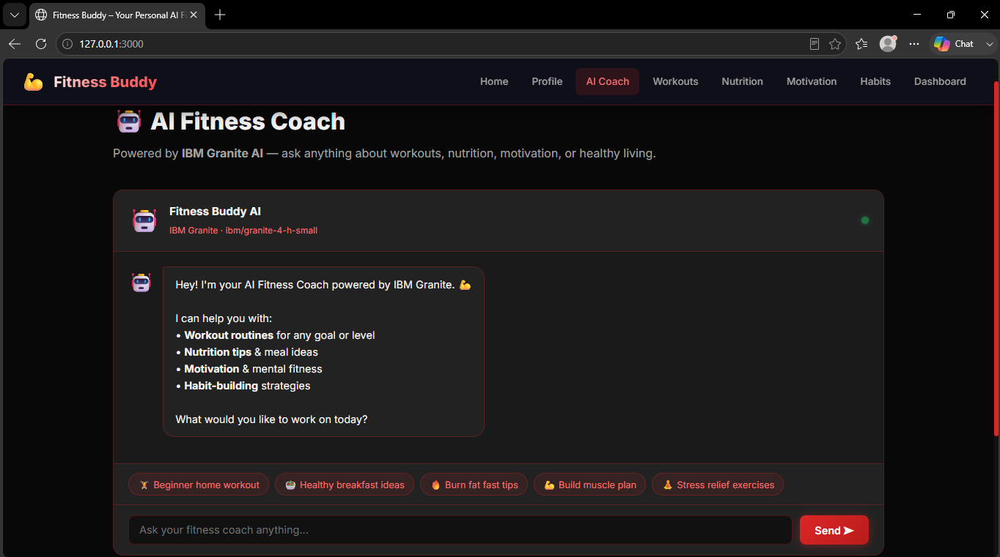 Fitness Buddy – Your Personal AI F
127.0.0.1:3000
Chat
Fitness Buddy
Home Profile AI Coach Workouts Nutrition Motivation Habits Dashboard
AI Fitness Coach
Powered by IBM Granite AI — ask anything about workouts, nutrition, motivation, or healthy living.
Fitness Buddy AI
IBM Granite · ibm/granite-4-h-small
Hey! I'm your AI Fitness Coach powered by IBM Granite. 💪
I can help you with:
• Workout routines for any goal or level
• Nutrition tips & meal ideas
• Motivation & mental fitness
• Habit-building strategies
What would you like to work on today?
Beginner home workout Healthy breakfast ideas Burn fat fast tips Build muscle plan Stress relief exercises
Ask your fitness coach anything...
Send ➤